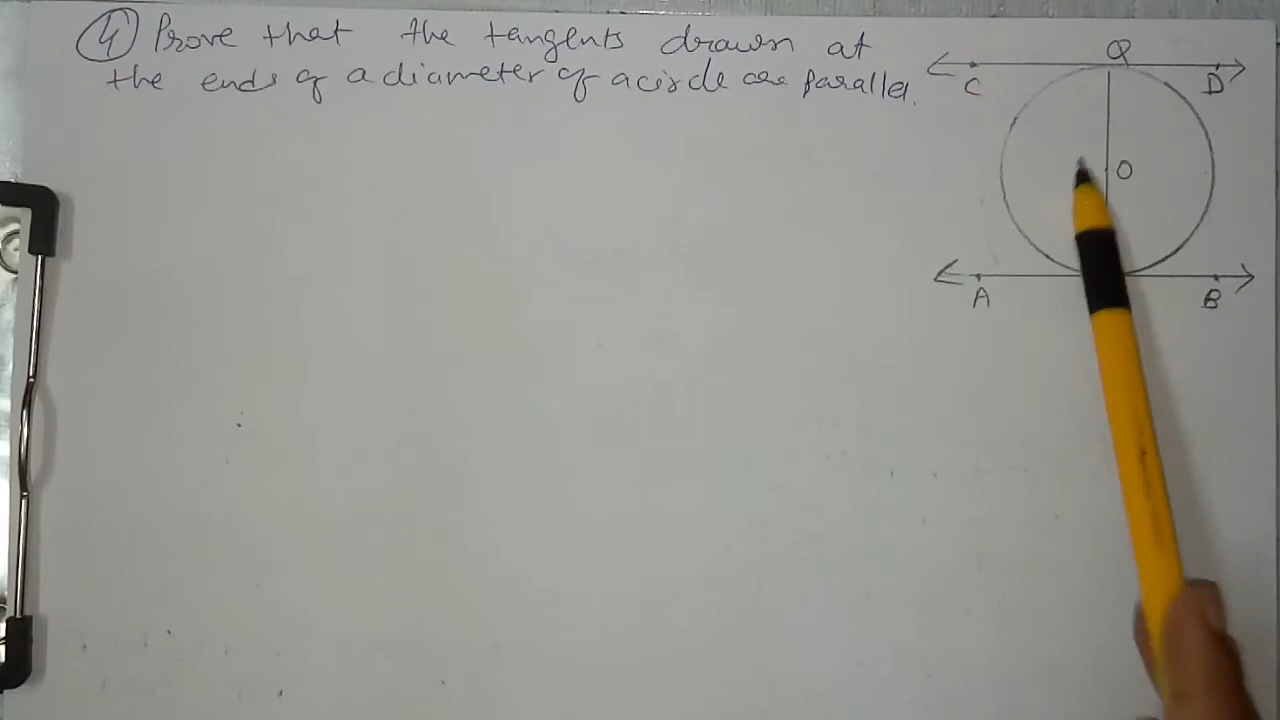 4 Prove that the tangents drawn at
the ends of a diameter of a circle are parallel.
Q
C D
O
A B